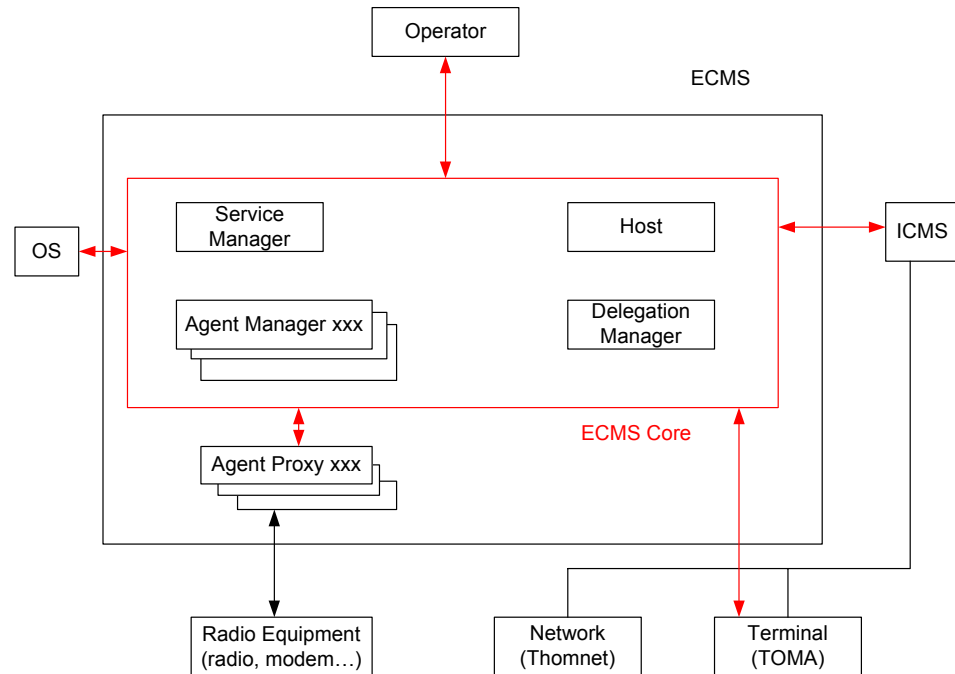 Operator
ECMS
Service
Manager
Host
OS
ICMS
Agent Manager xxx
Delegation
Manager
ECMS Core
Agent Proxy xxx
Radio Equipment
(radio, modem…)
Network
(Thomnet)
Terminal
(TOMA)